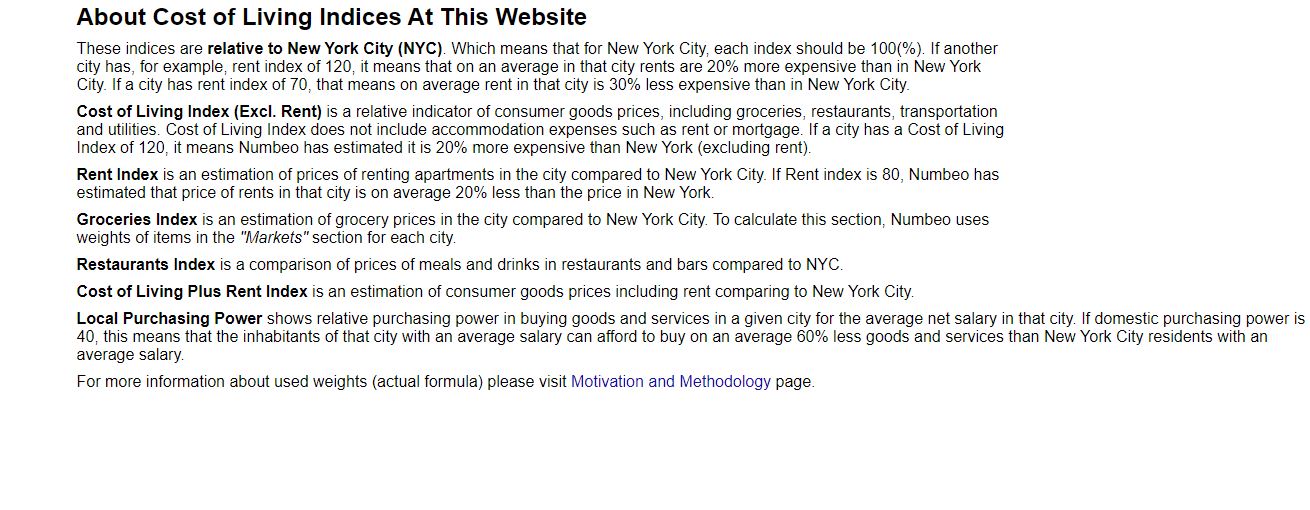 About Cost of Living Indices At This Website
These indices are relative to New York City (NYC). Which means that for New York City, each index should be 100(%). If another
city has, for example, rent index of 120, it means that on an average in that city rents are 20% more expensive than in New York
City. If a city has rent index of 70, that means on average rent in that city is 30% less expensive than in New York City.
Cost of Living Index (Excl. Rent) is a relative indicator of consumer goods prices, including groceries, restaurants, transportation
and utilities. Cost of Living Index does not include accommodation expenses such as rent or mortgage. If a city has a Cost of Living
Index of 120, it means Numbeo has estimated it is 20% more expensive than New York (excluding rent).
Rent Index is an estimation of prices of renting apartments in the city compared to New York City. If Rent index is 80, Numbeo has
estimated that price of rents in that city is on average 20% less than the price in New York.
Groceries Index is an estimation of grocery prices in the city compared to New York City. To calculate this section, Numbeo uses
weights of items in the "Markets" section for each city.
Restaurants Index is a comparison of prices of meals and drinks in restaurants and bars compared to NYC.
Cost of Living Plus Rent Index is an estimation of consumer goods prices including rent comparing to New York City.
Local Purchasing Power shows relative purchasing power in buying goods and services in a given city for the average net salary in that city. If domestic purchasing power is
40, this means that the inhabitants of that city with an average salary can afford to buy on an average 60% less goods and services than New York City residents with an
average salary.
For more information about used weights (actual formula) please visit Motivation and Methodology page.